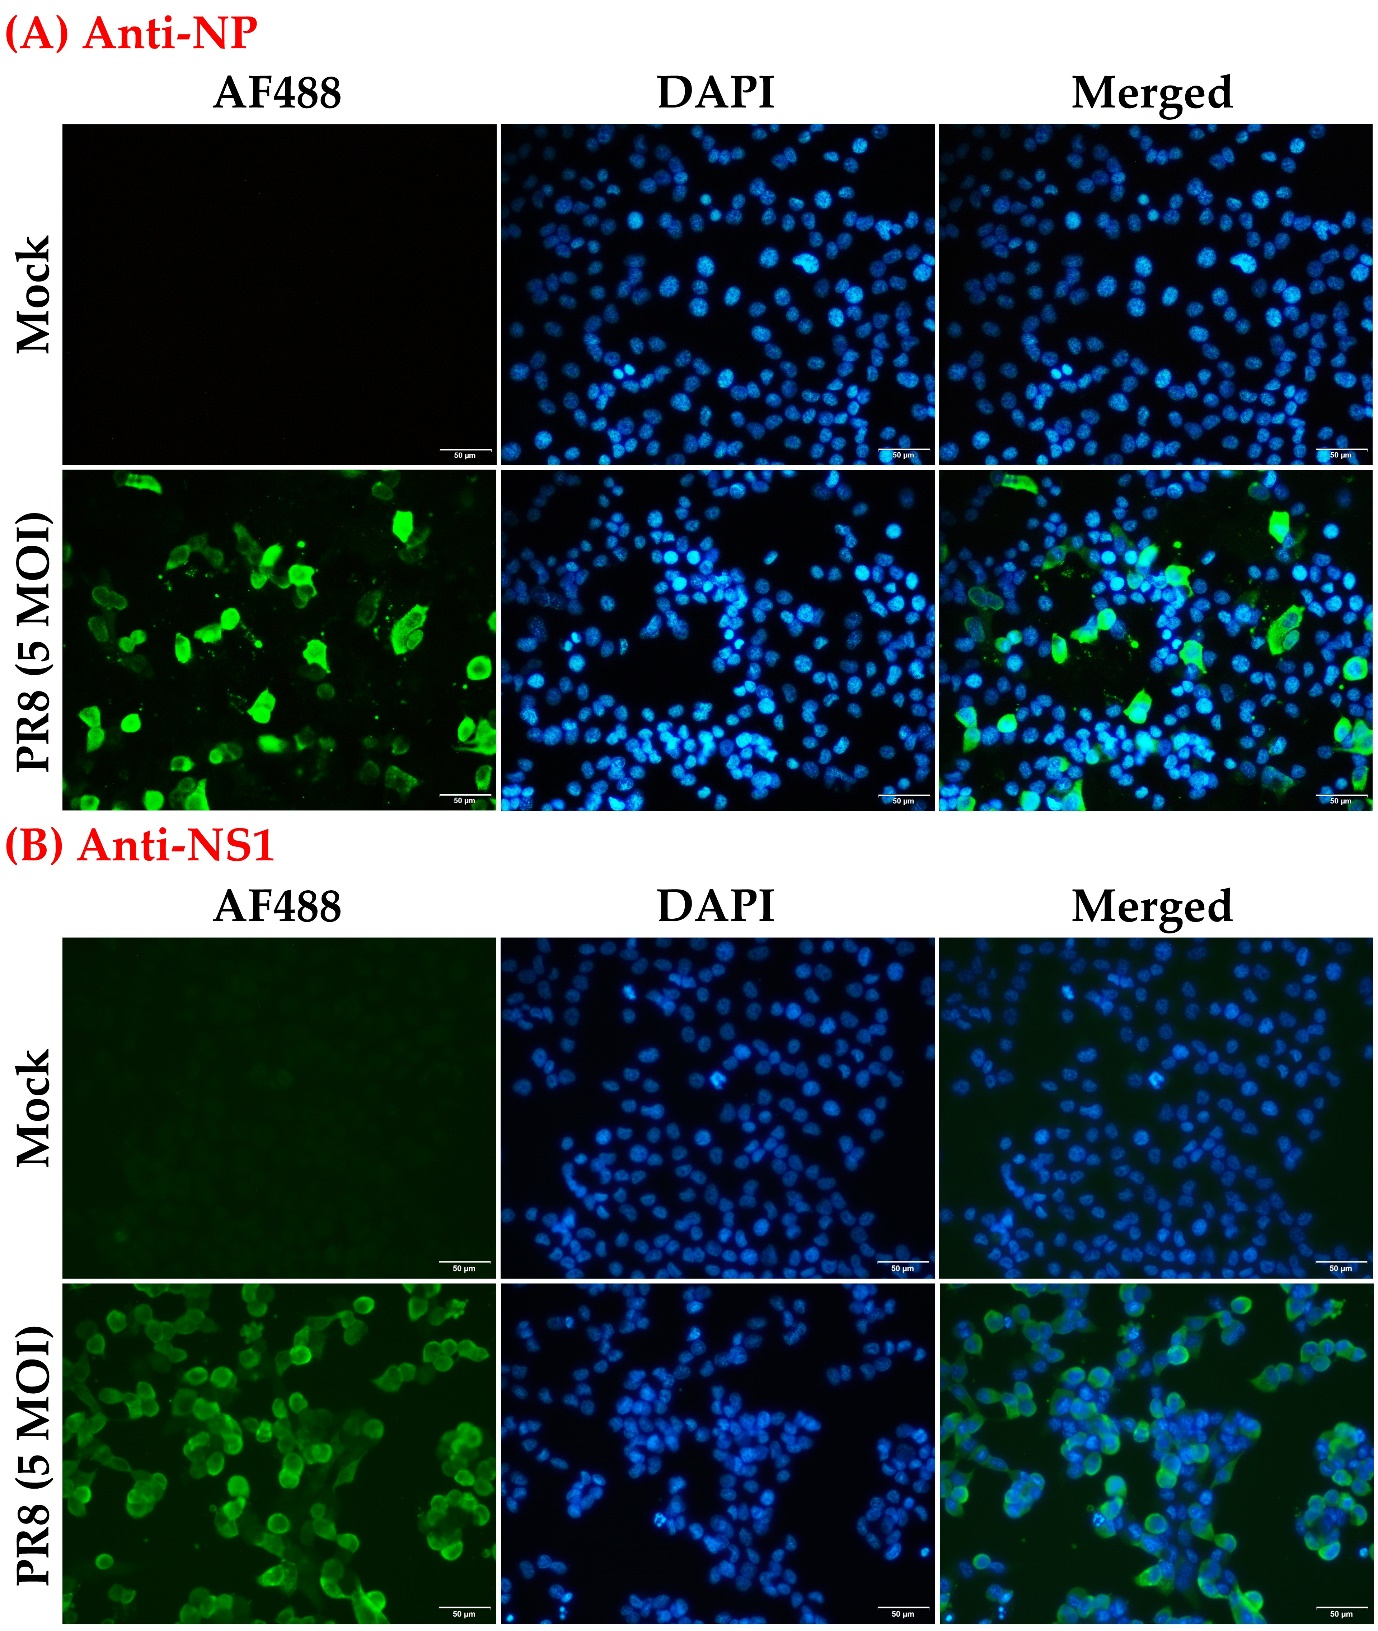 (A) Anti-NP
AF488 DAPI Merged
Mock
50 µm 50 µm 50 µm
PR8 (5 MOI)
50 µm 50 µm 50 µm
(B) Anti-NS1
AF488 DAPI Merged
Mock
50 µm 50 µm 50 µm
PR8 (5 MOI)
50 µm 50 µm 50 µm